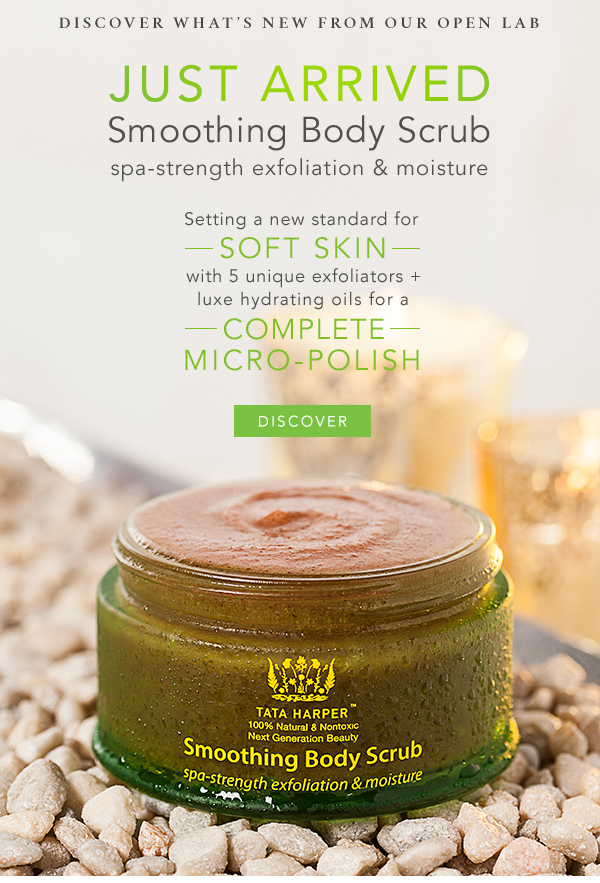 DISCOVER WHAT'S NEW FROM OUR OPEN LAB
JUST ARRIVED
Smoothing Body Scrub
spa-strength exfoliation & moisture
Setting a new standard for
SOFT SKIN
with 5 unique exfoliators +
luxe hydrating oils for a
COMPLETE
MICRO-POLISH
DISCOVER
TATA HARPER™
100% Natural & Nontoxic
Next Generation Beauty
Smoothing Body Scrub
spa-strength exfoliation & moisture